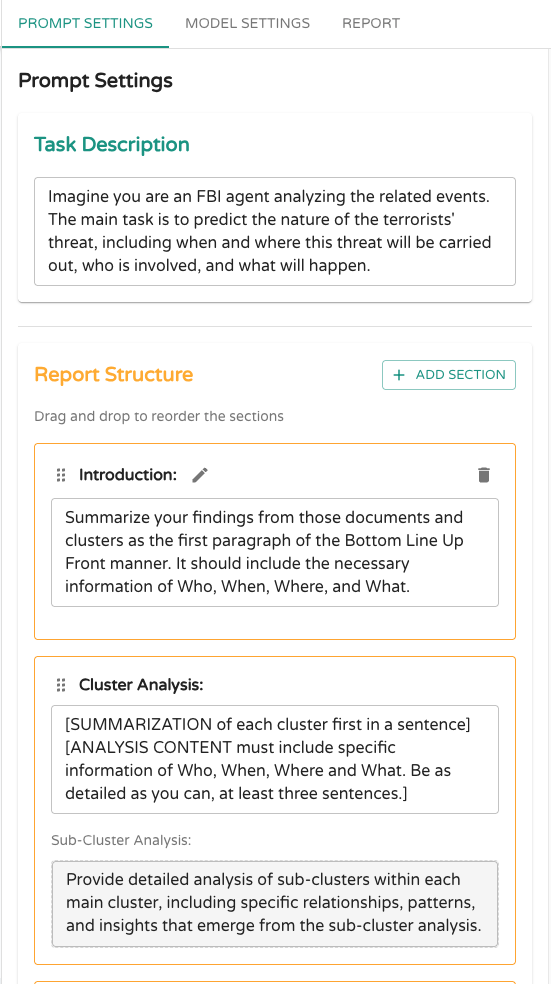 PROMPT SETTINGS MODEL SETTINGS REPORT
Prompt Settings
Task Description
Imagine you are an FBI agent analyzing the related events.
The main task is to predict the nature of the terrorists'
threat, including when and where this threat will be carried
out, who is involved, and what will happen.
Report Structure
+ ADD SECTION
Drag and drop to reorder the sections
Introduction:
Summarize your findings from those documents and
clusters as the first paragraph of the Bottom Line Up
Front manner. It should include the necessary
information of Who, When, Where, and What.
Cluster Analysis:
[SUMMARIZATION of each cluster first in a sentence]
[ANALYSIS CONTENT must include specific
information of Who, When, Where and What. Be as
detailed as you can, at least three sentences.]
Sub-Cluster Analysis:
Provide detailed analysis of sub-clusters within each
main cluster, including specific relationships, patterns,
and insights that emerge from the sub-cluster analysis.